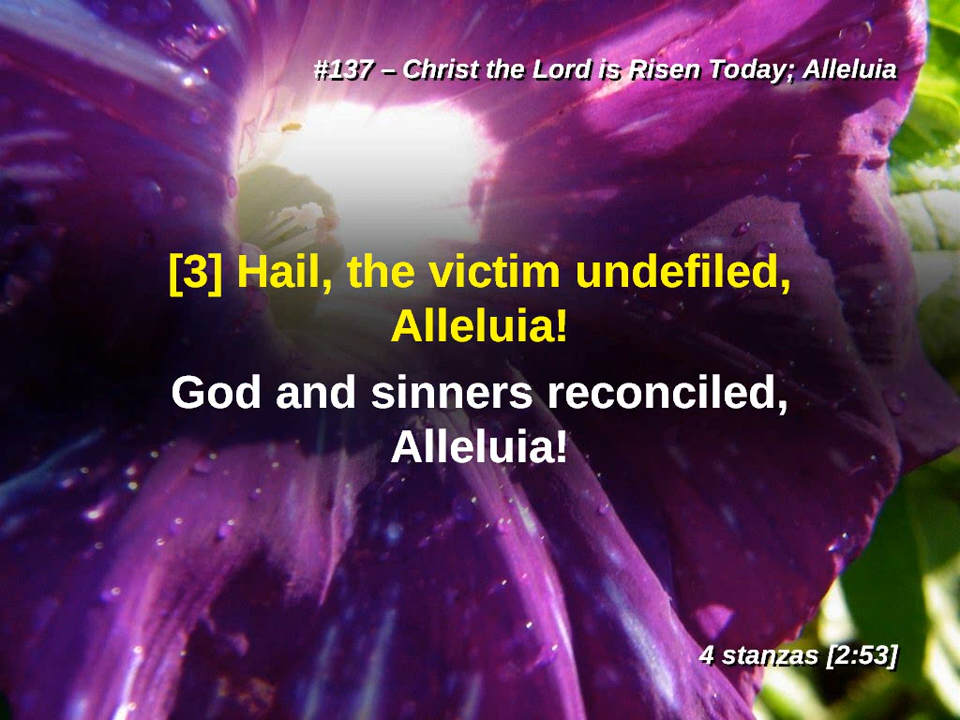 #137 – Christ the Lord is Risen Today; Alleluia
[3] Hail, the victim undefiled,
Alleluia!
God and sinners reconciled,
Alleluia!
4 stanzas [2:53]